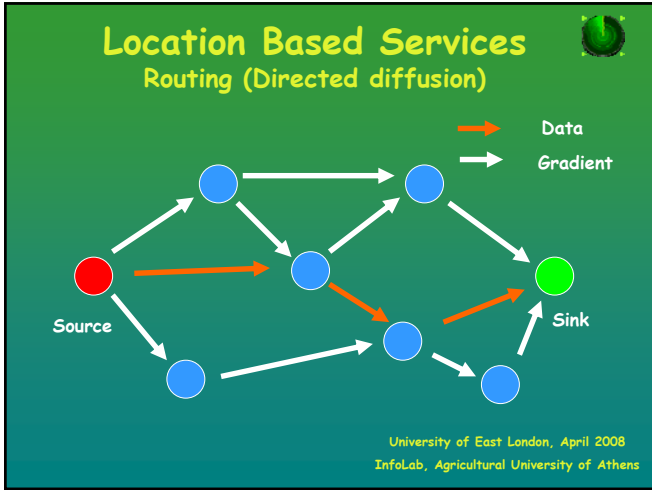 Location Based Services
Routing (Directed diffusion)
Data
Gradient
Source
Sink
University of East London, April 2008
InfoLab, Agricultural University of Athens